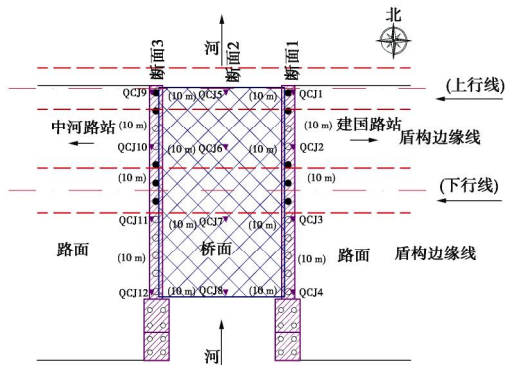 北
河
断面3
断面2
断面1
QCJ9
(10 m)
QCJ5
(10 m)
QCJ1
(上行线)
中河路站
(10 m)
(10 m)
建国路站
盾构边缘线
QCJ10
(10 m)
QCJ6
(10 m)
QCJ2
(10 m)
(10 m)
(下行线)
QCJ11
(10 m)
QCJ7
(10 m)
QCJ3
路面
(10 m)
桥面
(10 m)
路面
盾构边缘线
QCJ12
(10 m)
QCJ8
(10 m)
QCJ4
河